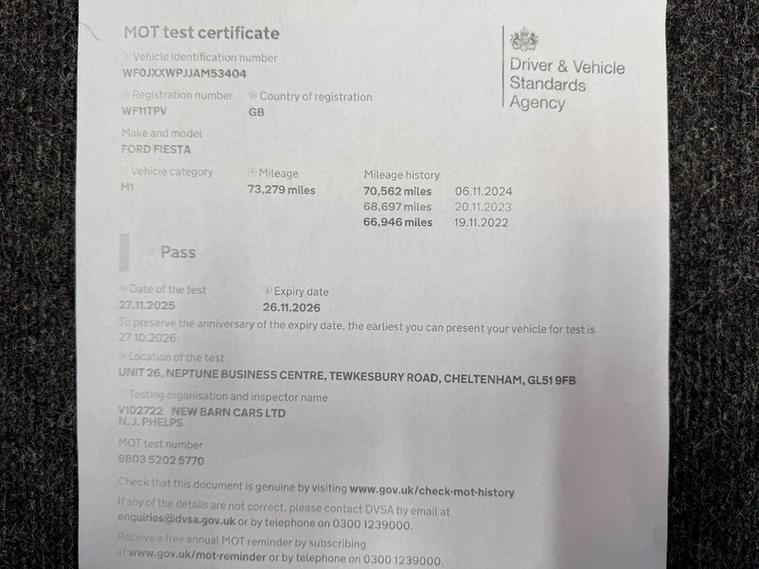 MOT test certificate
Vehicle identification number
WF0JXXWPJJAM53404
Registration number Country of registration
WF11TPV GB
Make and model
FORD FIESTA
Vehicle category Mileage Mileage history
M1 73,279 miles 70,562 miles 06.11.2024
68,697 miles 20.11.2023
66,946 miles 19.11.2022
Pass
Date of the test Expiry date
27.11.2025 26.11.2026
To preserve the anniversary of the expiry date, the earliest you can present your vehicle for test is
27.10.2026.
Location of the test
UNIT 26, NEPTUNE BUSINESS CENTRE, TEWKESBURY ROAD, CHELTENHAM, GL51 9FB
Testing organisation and inspector name
V102722 NEW BARN CARS LTD
N. J. PHELPS
MOT test number
9803 5202 5770
Check that this document is genuine by visiting www.gov.uk/check-mot-history
If any of the details are not correct, please contact DVSA by email at
enquiries@dvsa.gov.uk or by telephone on 0300 1239000.
Receive a free annual MOT reminder by subscribing
at www.gov.uk/mot-reminder or by telephone on 0300 1239000.
Driver & Vehicle
Standards
Agency